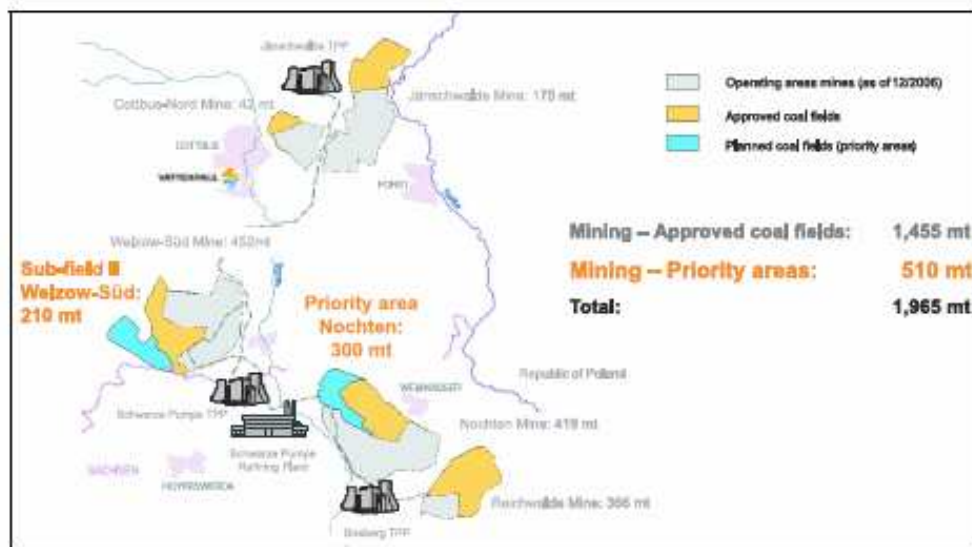 Jänschwalde TPP
Cottbus-Nord Mine: 42 mt
Jänschwalde Mine: 178 mt
COTTBUS
VATTENFALL
FORST
Operating areas mines (as of 12/2006)
Approved coal fields
Planned coal fields (priority areas)
Welzow-Süd Mine: 452mt
Mining – Approved coal fields: 1,455 mt
Mining – Priority areas: 510 mt
Total: 1,965 mt
Sub-field II
Welzow-Süd:
210 mt
Priority area
Nochten:
300 mt
Republic of Poland
Schwarze Pumpe TPP
Nochten Mine: 419 mt
Schwarze Pumpe
Refining Plant
SACHSEN
HOYERSWERDA
Reichwalde Mine: 366 mt
Boxberg TPP